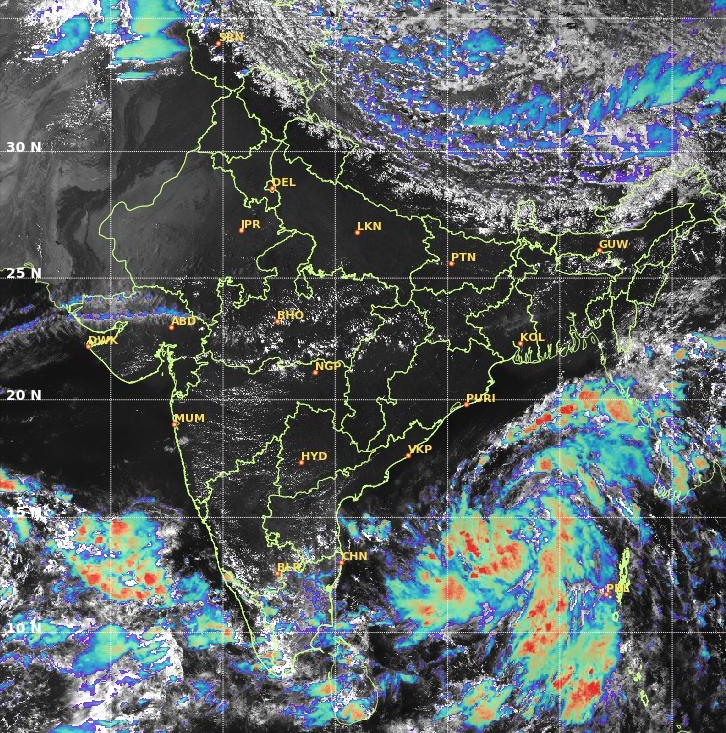 SRN
30 N
DEL
JPR
LKN
GUW
PTN
25 N
BHO
ABD
KOL
DWK
NGP
20 N
PURI
MUM
VKP
HYD
15 N
CHN
BLR
PBL
10 N